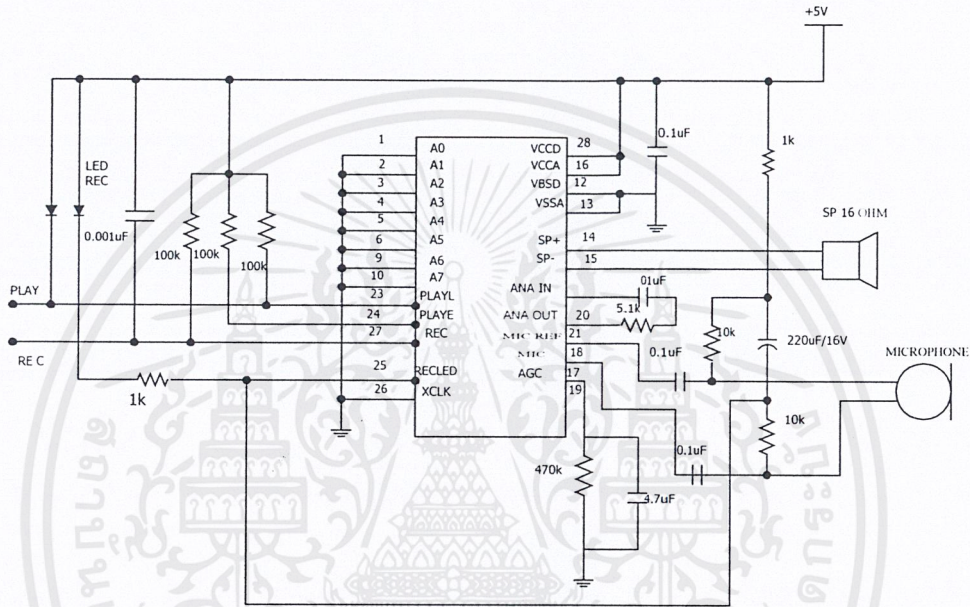 +5V
1k
0.1uF
LED
REC
0.001uF
100k
100k
100k
PLAY
RE C
1k
1
2
3
4
5
6
9
10
23
24
27
25
26
A0
A1
A2
A3
A4
A5
A6
A7
PLAYL
PLAYE
REC
RECLED
XCLK
VCCD
VCCA
VBSD
VSSA
SP+
SP-
ANA IN
ANA OUT
MIC REF
MIC
AGC
28
16
12
13
14
15
20
21
18
17
19
SP 16 OHM
01uF
5.1k
0.1uF
10k
220uF/16V
MICROPHONE
10k
0.1uF
470k
4.7uF